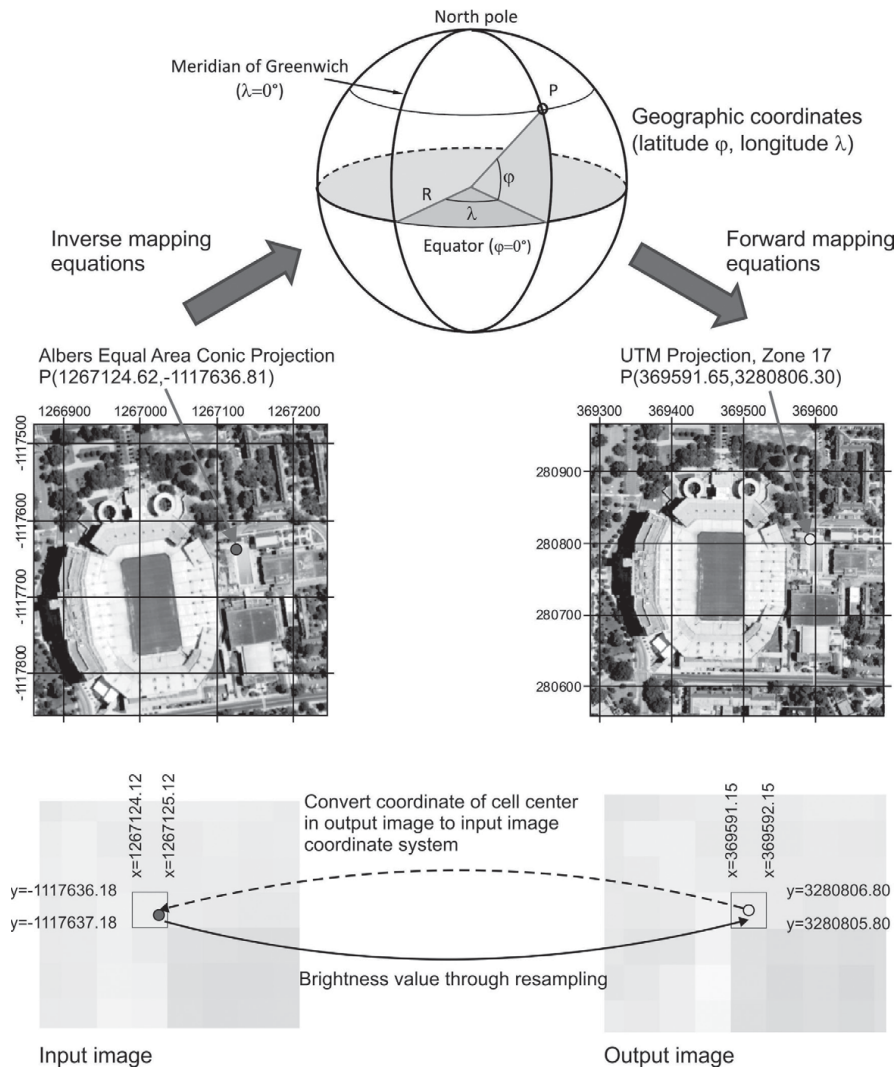 North pole
Meridian of Greenwich
(λ=0°)
P
Geographic coordinates
(latitude φ, longitude λ)
R
φ
λ
Equator (φ=0°)
Inverse mapping
equations
Forward mapping
equations
Albers Equal Area Conic Projection
P(1267124.62,-1117636.81)
1266900 1267000 1267100 1267200
-1117500
-1117600
-1117700
-1117800
UTM Projection, Zone 17
P(369591.65,3280806.30)
369300 369400 369500 369600
280900
280800
280700
280600
x=1267124.12
x=1267125.12
y=-1117636.18
y=-1117637.18
Convert coordinate of cell center
in output image to input image
coordinate system
x=369591.15
x=369592.15
y=3280806.80
y=3280805.80
Brightness value through resampling
Input image
Output image